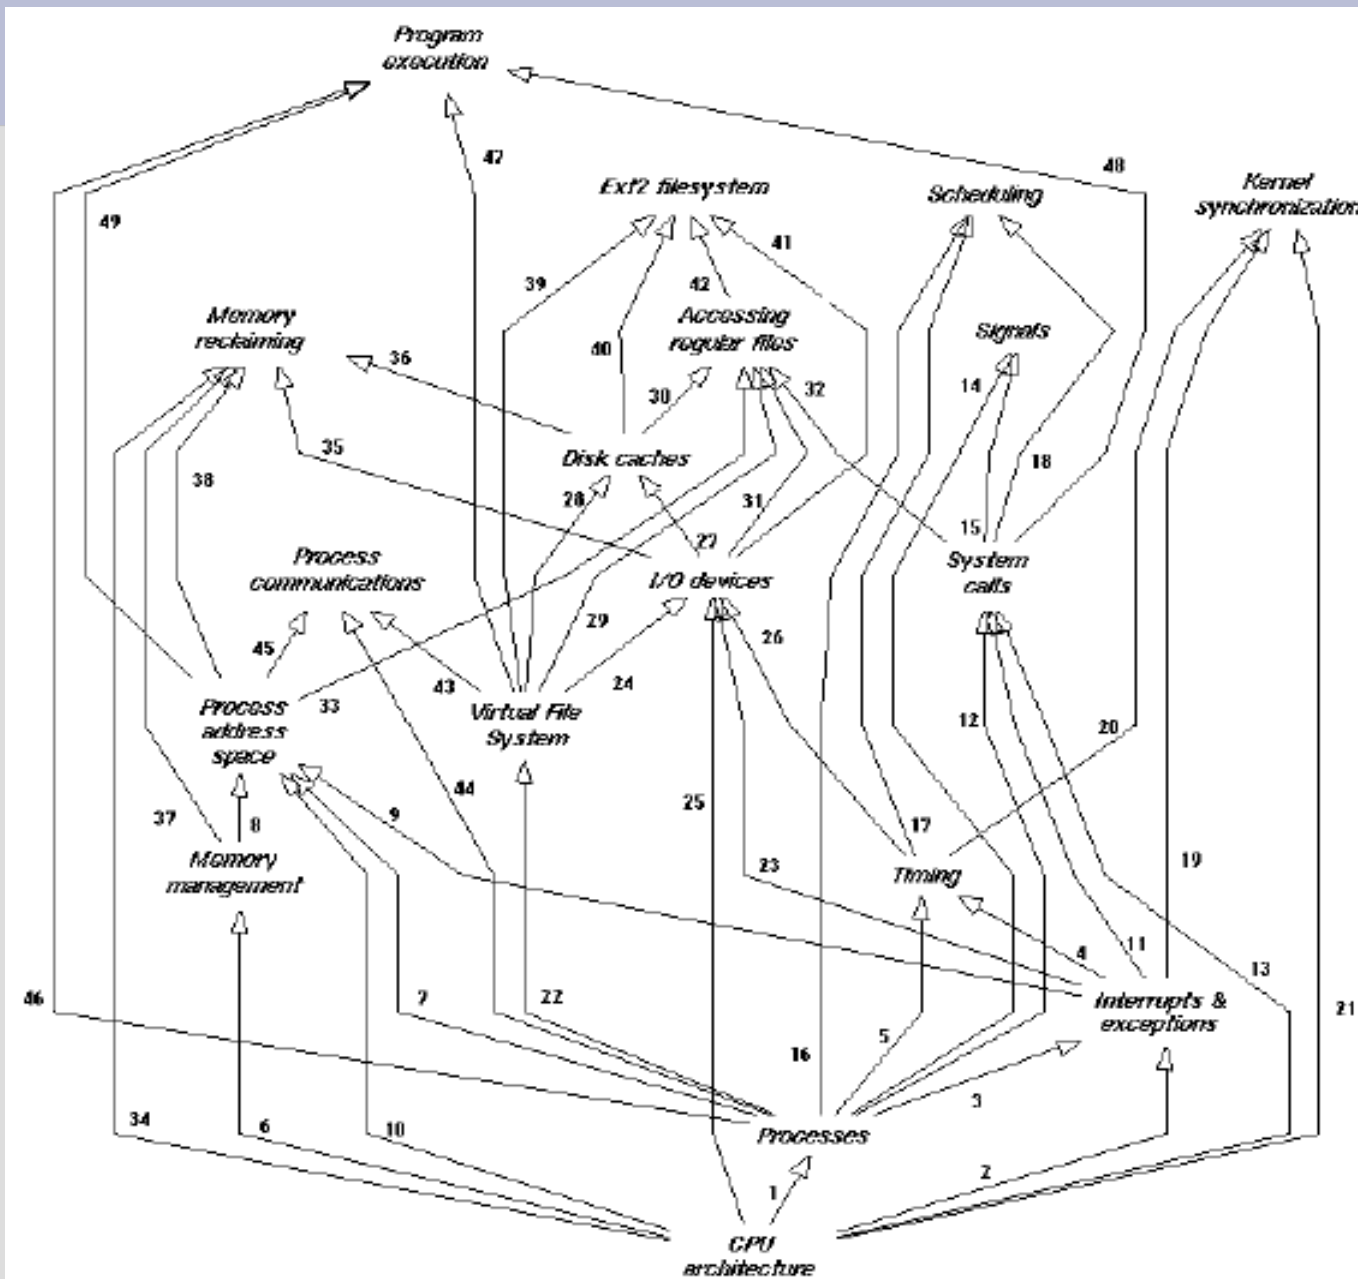 Program
execution
47
48
Ext2 filesystem
Scheduling
Kernel
synchronization
49
41
39
42
Memory
reclaiming
Accessing
regular files
Signals
36
40
30
32
14
35
Disk caches
18
38
28
31
15
27
Process
communications
I/O devices
System
calls
29
26
45
43
24
33
Process
address
space
Virtual File
System
12
20
44
25
37
8
9
17
Memory
management
23
Timing
19
11
4
13
46
7
22
Interrupts &
exceptions
21
5
16
3
34
6
10
Processes
2
1
CPU
architecture